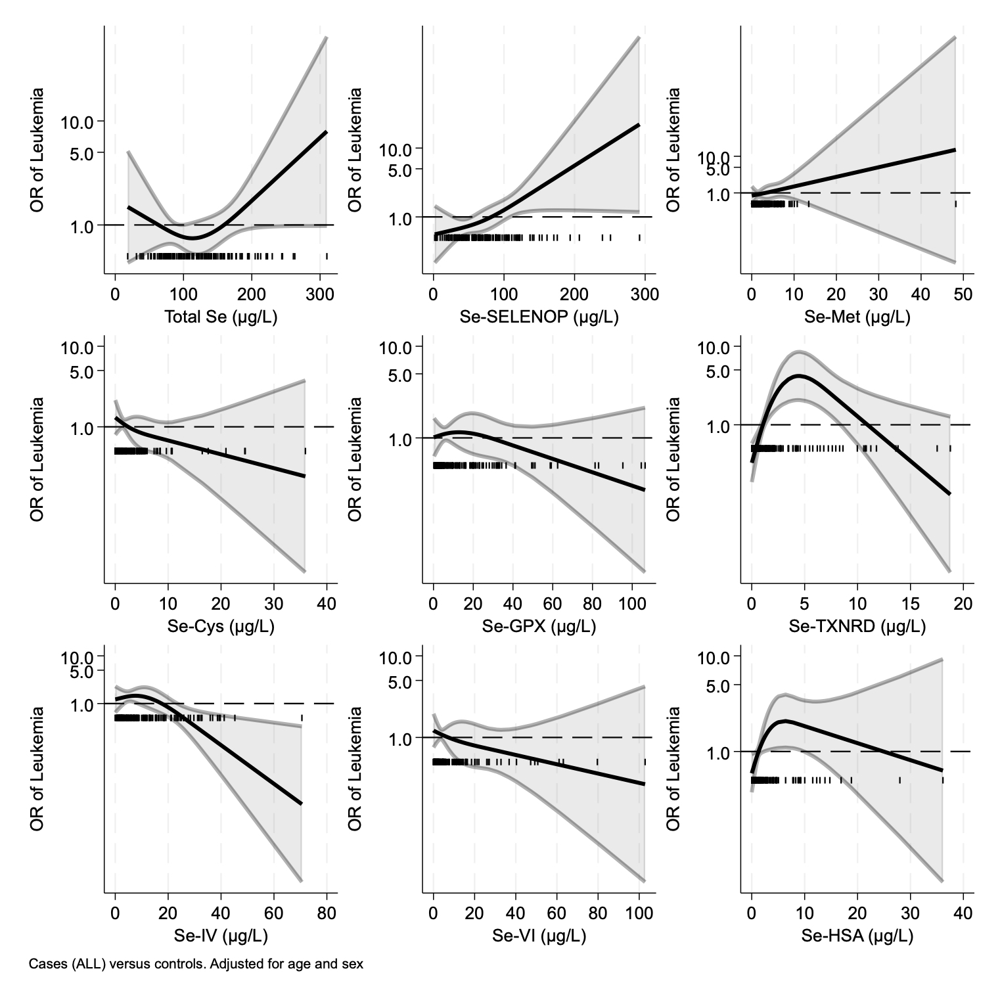 OR of Leukemia
10.0
5.0
1.0
0 100 200 300
Total Se (µg/L)
OR of Leukemia
10.0
5.0
1.0
0 100 200 300
Se-SELENOP (µg/L)
OR of Leukemia
10.0
5.0
1.0
0 10 20 30 40 50
Se-Met (µg/L)
OR of Leukemia
10.0
5.0
1.0
0 10 20 30 40
Se-Cys (µg/L)
OR of Leukemia
10.0
5.0
1.0
0 20 40 60 80 100
Se-GPX (µg/L)
OR of Leukemia
10.0
5.0
1.0
0 5 10 15 20
Se-TXNRD (µg/L)
OR of Leukemia
10.0
5.0
1.0
0 20 40 60 80
Se-IV (µg/L)
OR of Leukemia
10.0
5.0
1.0
0 20 40 60 80 100
Se-VI (µg/L)
OR of Leukemia
10.0
5.0
1.0
0 10 20 30 40
Se-HSA (µg/L)
Cases (ALL) versus controls. Adjusted for age and sex